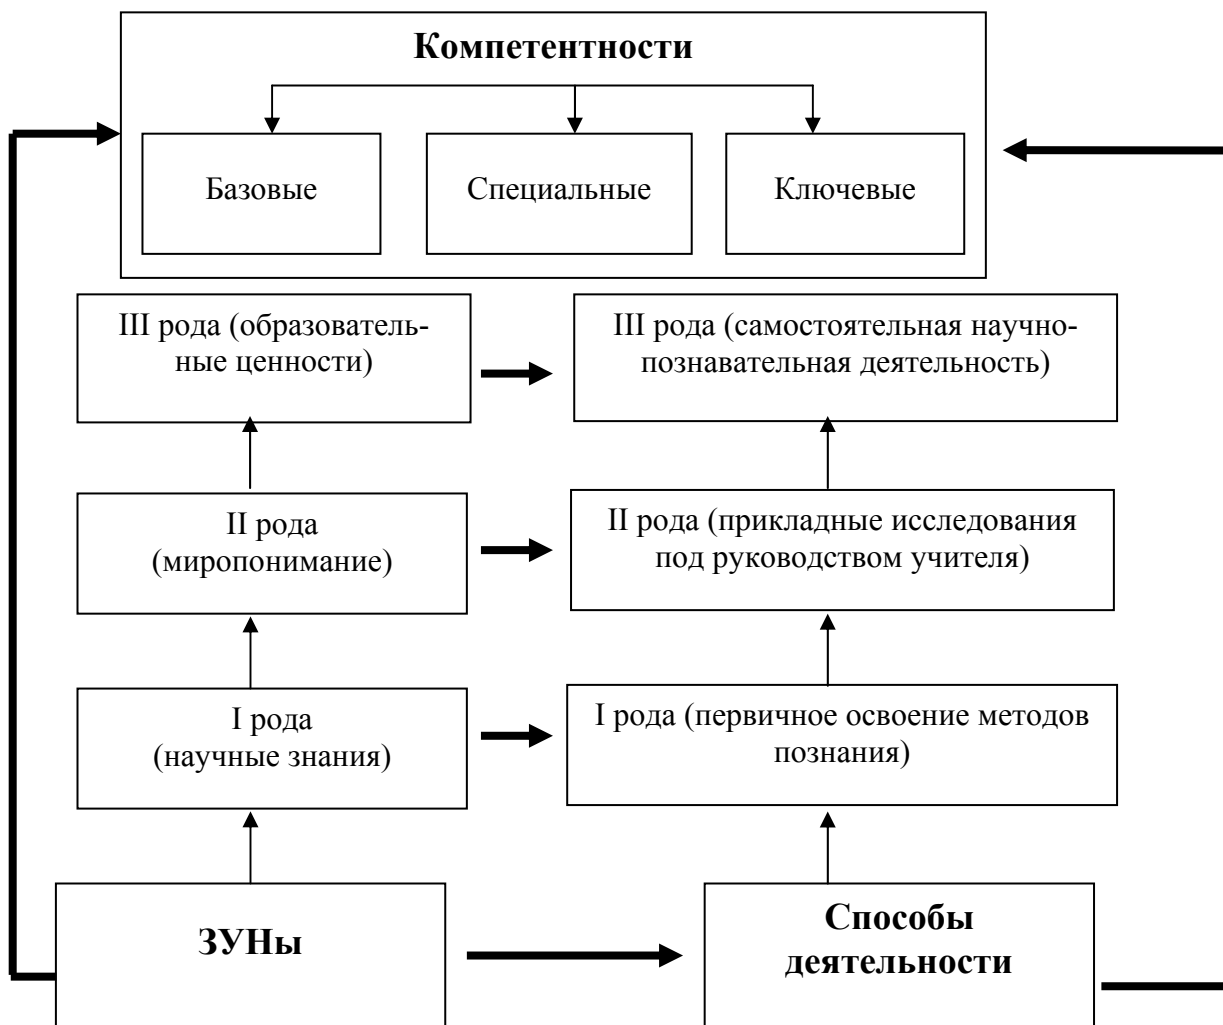 Компетентности
Базовые
Специальные
Ключевые
III рода (образователь-
ные ценности)
III рода (самостоятельная научно-
познавательная деятельность)
II рода
(миропонимание)
II рода (прикладные исследования
под руководством учителя)
I рода
(научные знания)
I рода (первичное освоение методов
познания)
ЗУНы
Способы
деятельности